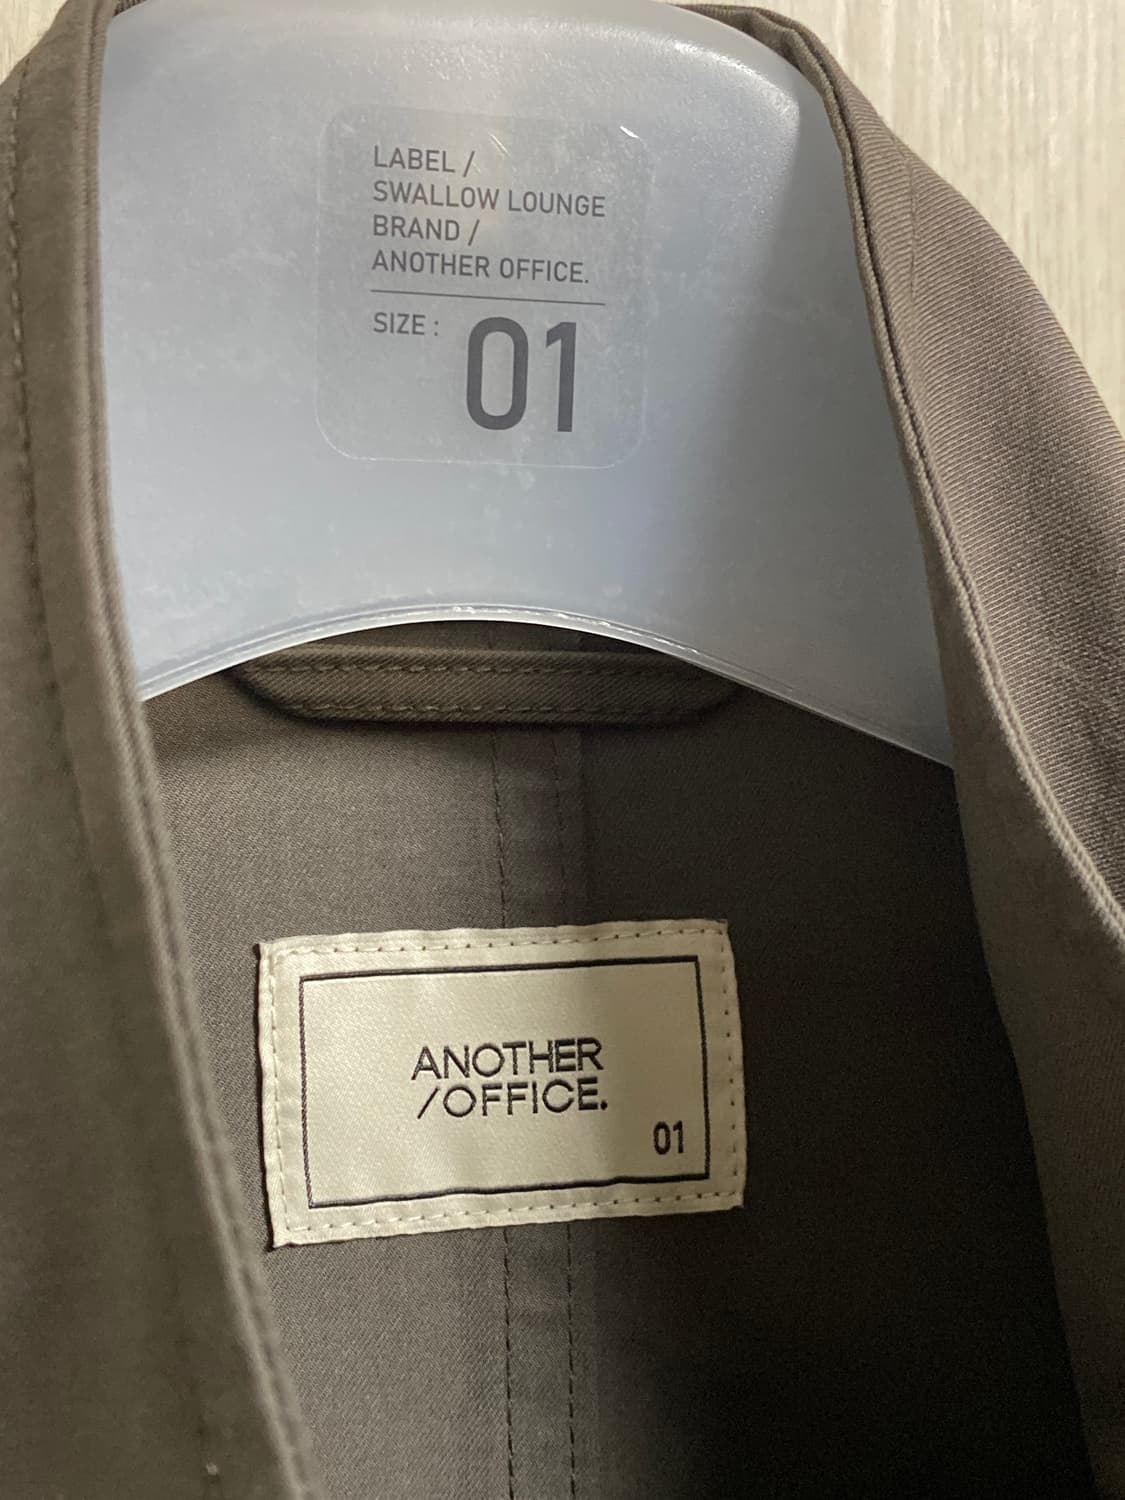 LABEL /
SWALLOW LOUNGE
BRAND /
ANOTHER OFFICE.
SIZE : 01
ANOTHER
/OFFICE.
01